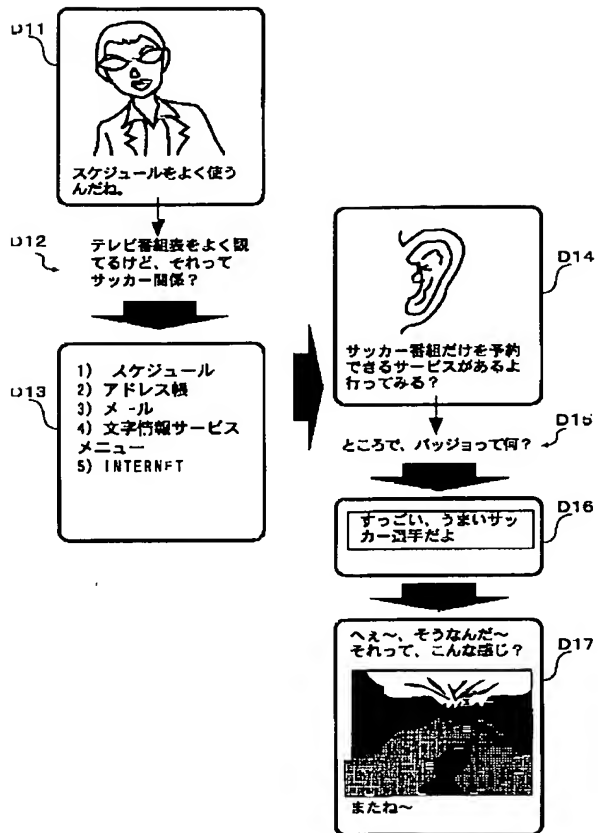 D11
スケジュールをよく使う
んだね。
D12
テレビ番組表をよく観
てるけど、それって
サッカー関係？
D13
1) スケジュール
2) アドレス帳
3) メール
4) 文字情報サービス
メニュー
5) INTERNET
D14
サッカー番組だけを予約
できるサービスがあるよ
行ってみる？
D15
ところで、バッジョって何？
D16
すっごい、うまいサッ
カー選手だよ
D17
へぇ～、そうなんだ～
それって、こんな感じ？
またね～